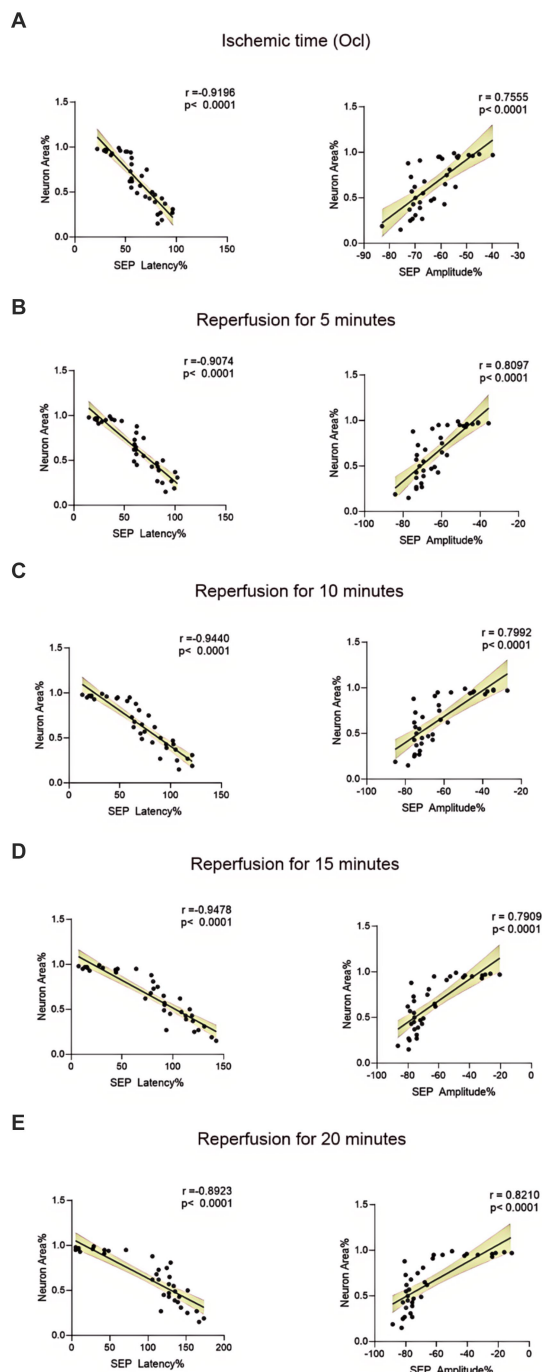 A
Ischemic time (Ocl)
r =-0.9196
p< 0.0001
Neuron Area%
1.5
1.0
0.5
0.0
0 50 100 150
SEP Latency%
r = 0.7555
p< 0.0001
Neuron Area%
1.5
1.0
0.5
0.0
-90 -80 -70 -60 -50 -40 -30
SEP Amplitude%
B
Reperfusion for 5 minutes
r =-0.9074
p< 0.0001
Neuron Area%
1.5
1.0
0.5
0.0
0 50 100 150
SEP Latency%
r = 0.8097
p< 0.0001
Neuron Area%
1.5
1.0
0.5
0.0
-100 -80 -60 -40 -20
SEP Amplitude%
C
Reperfusion for 10 minutes
r =-0.9440
p< 0.0001
Neuron Area%
1.5
1.0
0.5
0.0
0 50 100 150
SEP Latency%
r = 0.7992
p< 0.0001
Neuron Area%
1.5
1.0
0.5
0.0
-100 -80 -60 -40 -20
SEP Amplitude%
D
Reperfusion for 15 minutes
r =-0.9478
p< 0.0001
Neuron Area%
1.5
1.0
0.5
0.0
0 50 100 150
SEP Latency%
r = 0.7909
p< 0.0001
Neuron Area%
1.5
1.0
0.5
0.0
-100 -80 -60 -40 -20 0
SEP Amplitude%
E
Reperfusion for 20 minutes
r =-0.8923
p< 0.0001
Neuron Area%
1.5
1.0
0.5
0.0
0 50 100 150 200
SEP Latency%
r = 0.8210
p< 0.0001
Neuron Area%
1.5
1.0
0.5
0.0
-100 -80 -60 -40 -20 0
SEP Amplitude%